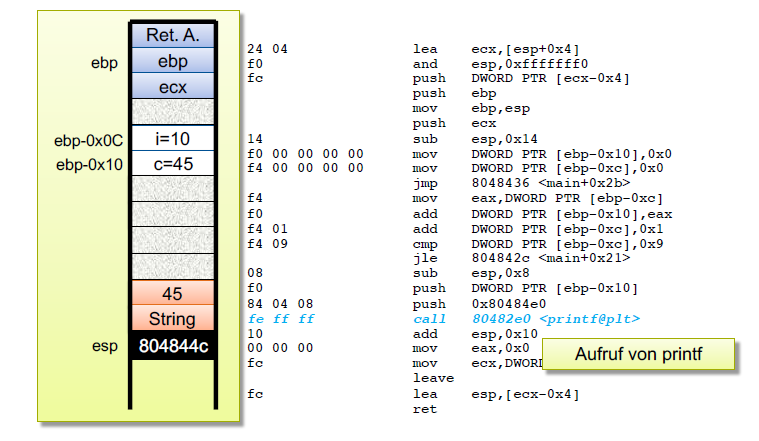 Ret. A.
ebp ebp
ecx
ebp-0x0C i=10
ebp-0x10 c=45
45
String
esp 804844c
24 04 lea ecx,[esp+0x4]
f0 and esp,0xfffffff0
fc push DWORD PTR [ecx-0x4]
push ebp
mov ebp,esp
push ecx
14 sub esp,0x14
f0 00 00 00 00 mov DWORD PTR [ebp-0x10],0x0
f4 00 00 00 00 mov DWORD PTR [ebp-0xc],0x0
jmp 8048436 <main+0x2b>
f4 mov eax,DWORD PTR [ebp-0xc]
f0 add DWORD PTR [ebp-0x10],eax
f4 01 add DWORD PTR [ebp-0xc],0x1
f4 09 cmp DWORD PTR [ebp-0xc],0x9
jle 804842c <main+0x21>
08 sub esp,0x8
f0 push DWORD PTR [ebp-0x10]
84 04 08 push 0x80484e0
fe ff ff call 80482e0 <printf@plt>
10 add esp,0x10
00 00 00 mov eax,0x0
fc mov ecx,DWORD
leave
fc lea esp,[ecx-0x4]
ret
Aufruf von printf